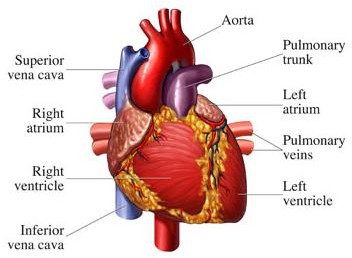 Aorta
Pulmonary
trunk
Left
atrium
Pulmonary
veins
Left
ventricle
Superior
vena cava
Right
atrium
Right
ventricle
Inferior
vena cava